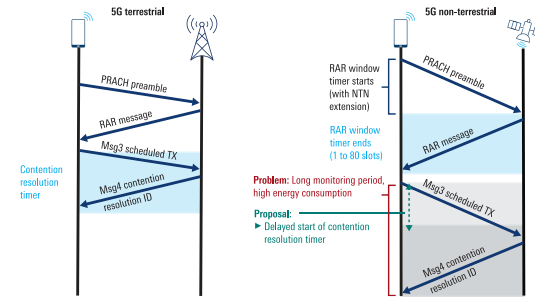 5G terrestrial
PRACH preamble
RAR message
Msg3 scheduled TX
Contention
resolution
timer
Msg4 contention
resolution ID
5G non-terrestrial
RAR window
timer starts
(with NTN
extension)
PRACH preamble
RAR window
timer ends
(1 to 80 slots)
RAR message
Problem: Long monitoring period,
high energy consumption
Msg3 scheduled TX
Proposal:
► Delayed start of contention
resolution timer
Msg4 contention
resolution ID